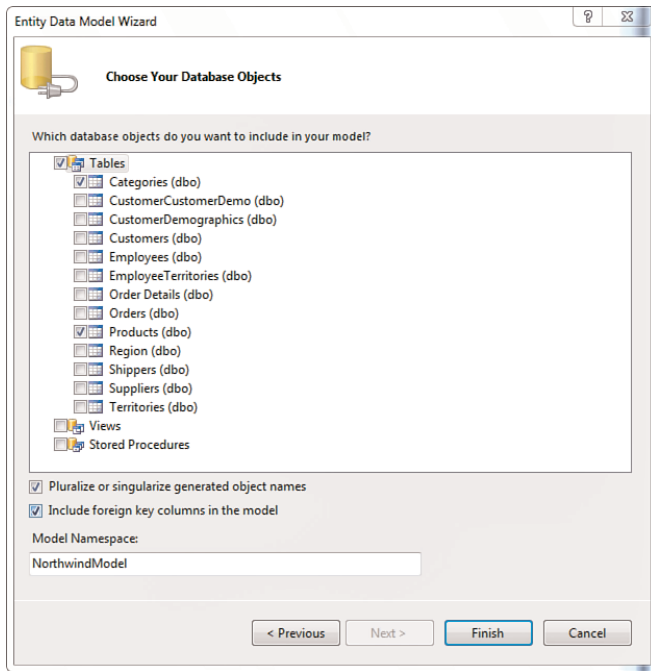 Entity Data Model Wizard
Choose Your Database Objects
Which database objects do you want to include in your model?
Tables
Categories (dbo)
CustomerCustomerDemo (dbo)
CustomerDemographics (dbo)
Customers (dbo)
Employees (dbo)
EmployeeTerritories (dbo)
Order Details (dbo)
Orders (dbo)
Products (dbo)
Region (dbo)
Shippers (dbo)
Suppliers (dbo)
Territories (dbo)
Views
Stored Procedures
Pluralize or singularize generated object names
Include foreign key columns in the model
Model Namespace:
NorthwindModel
< Previous Next > Finish Cancel